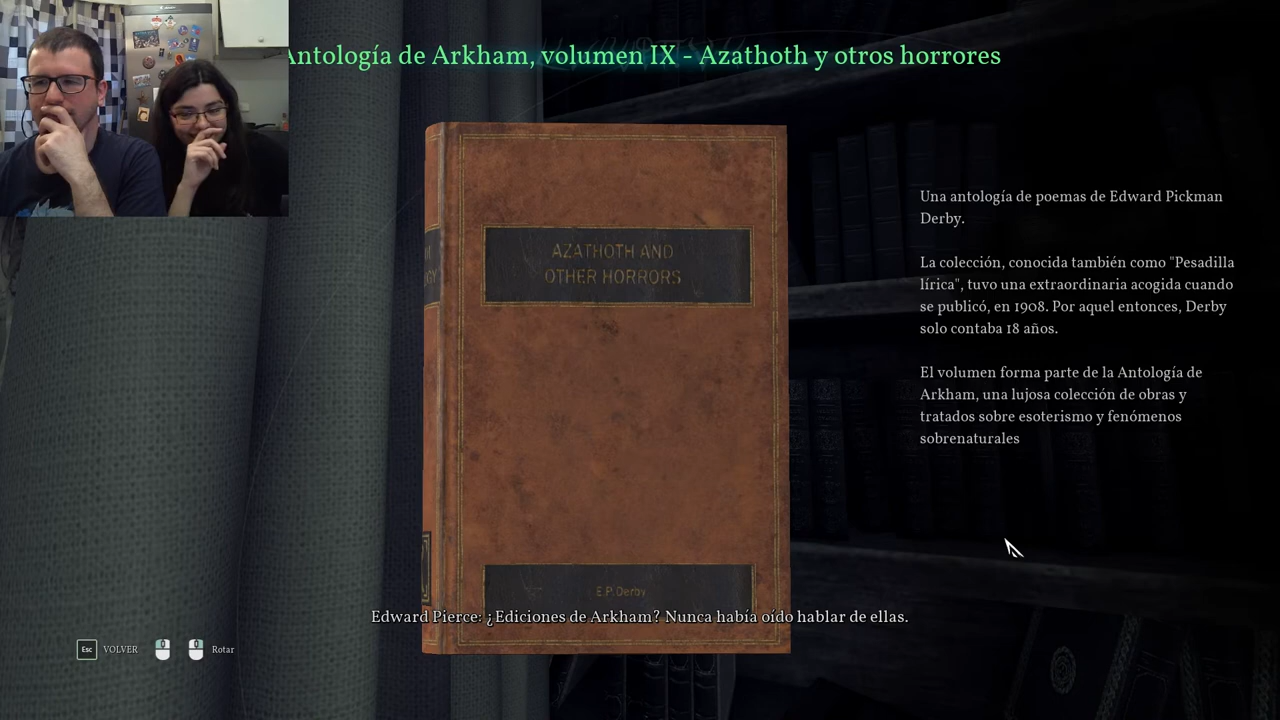 Antología de Arkham, volumen IX - Azathoth y otros horrores
AZATHOTH AND
OTHER HORRORS
E.P. Derby
Una antología de poemas de Edward Pickman
Derby.
La colección, conocida también como "Pesadilla
lírica", tuvo una extraordinaria acogida cuando
se publicó, en 1908. Por aquel entonces, Derby
solo contaba 18 años.
El volumen forma parte de la Antología de
Arkham, una lujosa colección de obras y
tratados sobre esoterismo y fenómenos
sobrenaturales
Edward Pierce: ¿Ediciones de Arkham? Nunca había oído hablar de ellas.
Esc VOLVER Rotar